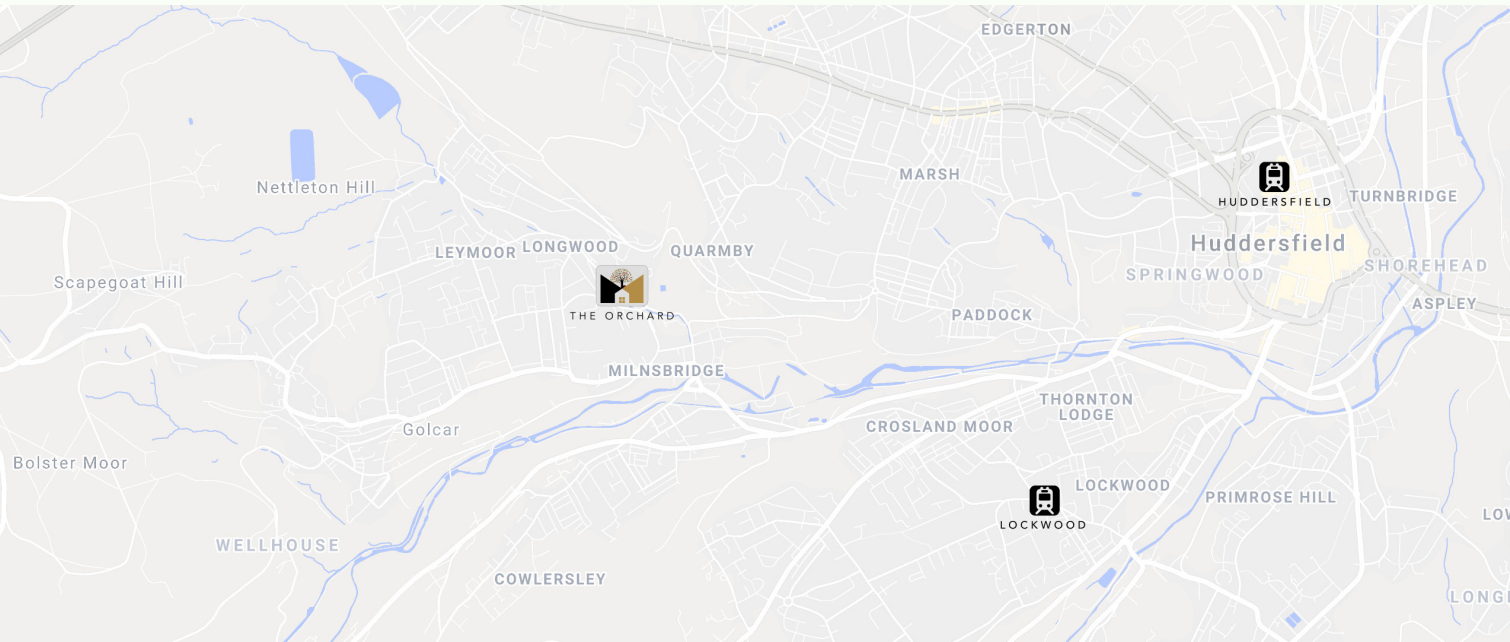 EDGERTON
MARSH
Nettleton Hill
TURNBRIDGE
HUDDERSFIELD
Huddersfield
LEYMOOR
LONGWOOD
QUARMBY
SPRINGWOOD
SHOREHEAD
Scapegoat Hill
ASPLEY
THE ORCHARD
PADDOCK
MILNSBRIDGE
THORNTON
LODGE
Golcar
CROSLAND MOOR
Bolster Moor
LOCKWOOD
PRIMROSE HILL
LOCKWOOD
WELLHOUSE
COWLERSLEY